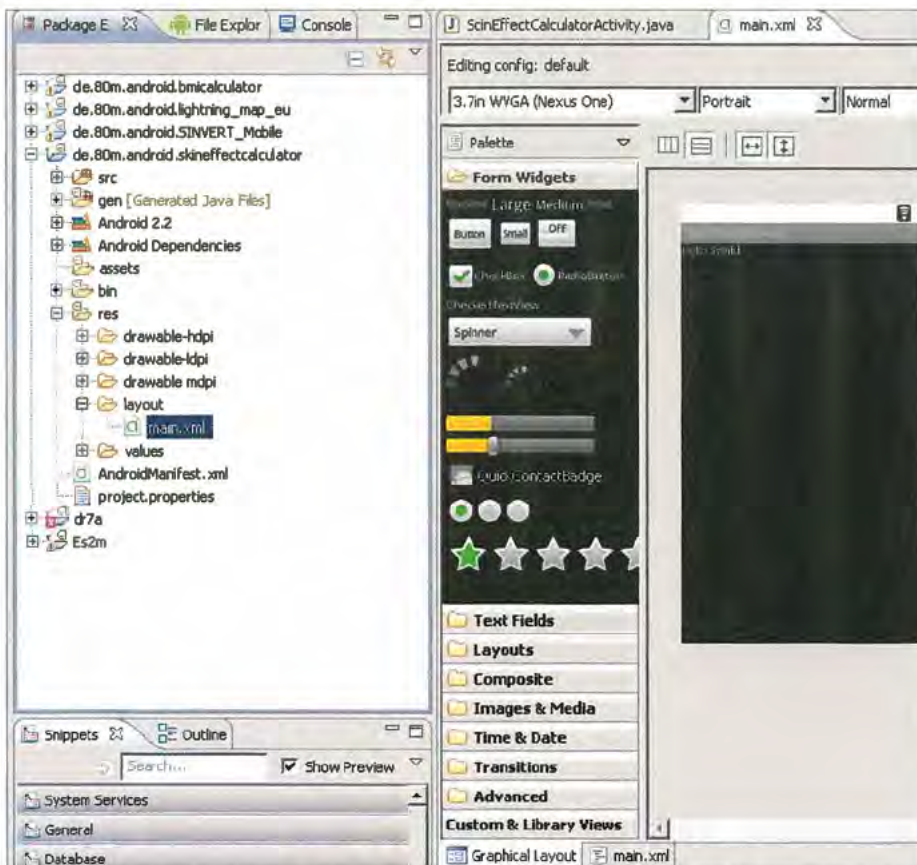 Package E
File Explor
Console
de.80m.android.bmicalculator
de.80m.android.lightning_map_eu
de.80m.android.SINVERT_Mobile
de.80m.android.skineffectcalculator
src
gen [Generated Java Files]
Android 2.2
Android Dependencies
assets
bin
res
drawable-hdpi
drawable-ldpi
drawable mdpi
layout
main.xml
values
AndroidManifest.xml
project.properties
dr7a
Es2m
Snippets
Outline
Search...
Show Preview
System Services
General
Database
ScinEffectCalculatorActivity.java
main.xml
Editing config: default
3.7in WVGA (Nexus One)
Portrait
Normal
Palette
Form Widgets
Large Medium
Button
Small
OFF
CheckBox
RadioButton
CheckedTextView
Spinner
Quid ContactBadge
Text Fields
Layouts
Composite
Images & Media
Time & Date
Transitions
Advanced
Custom & Library Views
Graphical Layout
main.xml